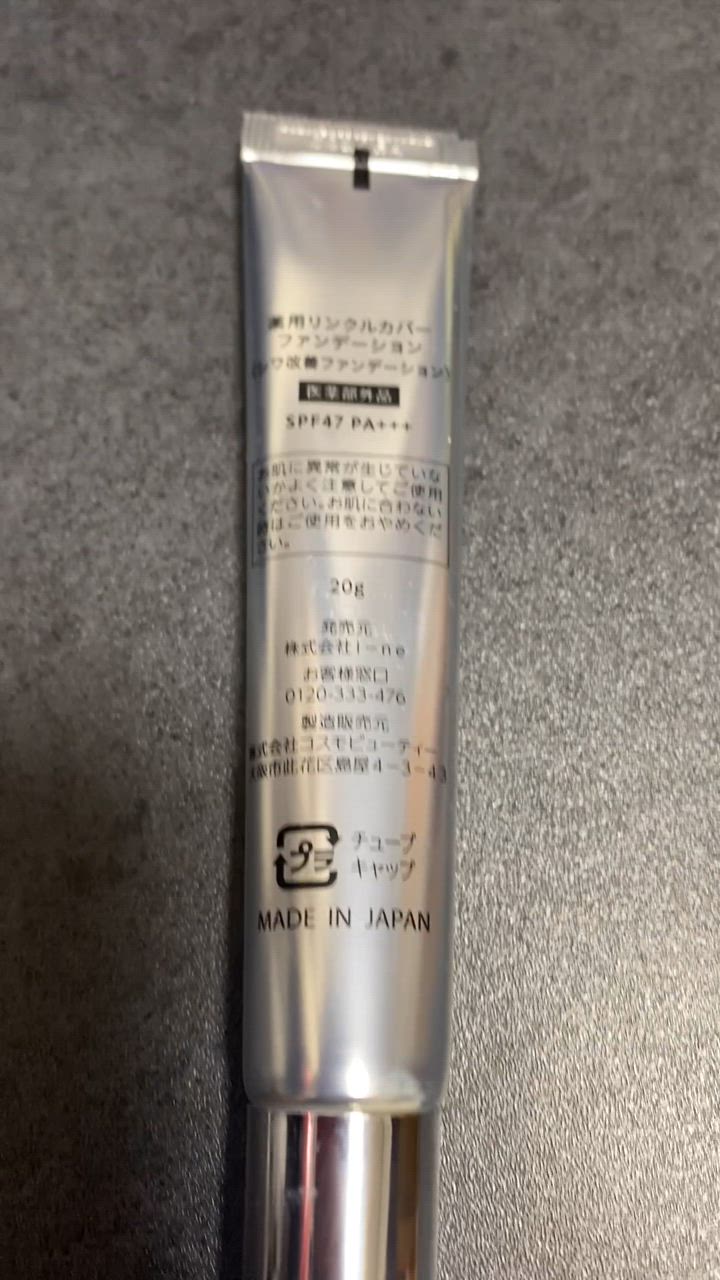 薬用リンクルカバー
ファンデーション
(シワ改善ファンデーション)
医薬部外品
SPF47 PA+++
お肌に異常が生じていな
いかよく注意してご使用
ください。お肌に合わない
時はご使用をおやめくだ
さい。
20g
発売元
株式会社i-ne
お客様窓口
0120-333-476
製造販売元
株式会社コスモビューティー
大阪市此花区島屋4-3-43
プラ
チューブ
キャップ
MADE IN JAPAN